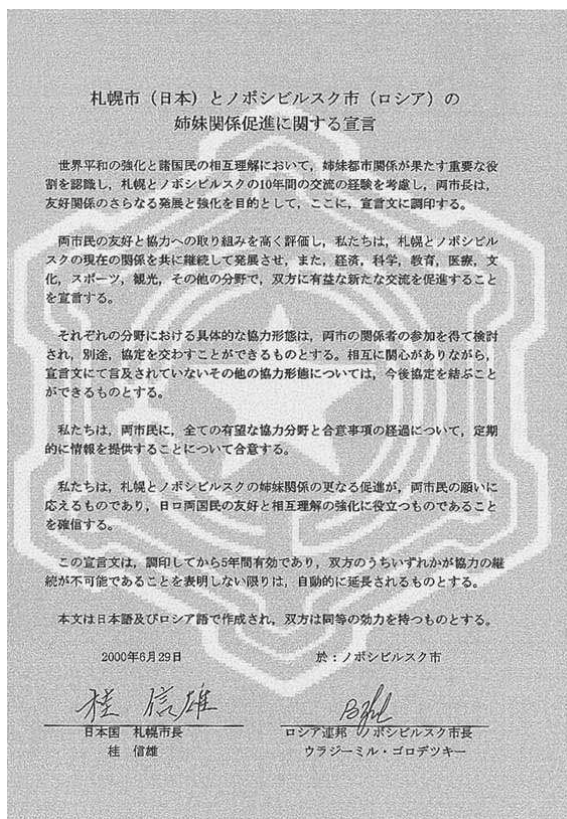 札幌市（日本）とノボシビルスク市（ロシア）の
姉妹関係促進に関する宣言
世界平和の強化と諸国民の相互理解において，姉妹都市関係が果たす重要な役
割を認識し，札幌とノボシビルスクの10年間の交流の経験を考慮し，両市長は，
友好関係のさらなる発展と強化を目的として，ここに，宣言文に調印する。
両市民の友好と協力への取り組みを高く評価し，私たちは，札幌とノボシビル
スクの現在の関係を共に継続して発展させ，また，経済，科学，教育，医療，文
化，スポーツ，観光，その他の分野で，双方に有益な新たな交流を促進すること
を宣言する。
それぞれの分野における具体的な協力形態は，両市の関係者の参加を得て検討
され，別途，協定を交わすことができるものとする。相互に関心がありながら，
宣言文にて言及されていないその他の協力形態については，今後協定を結ぶこと
ができるものとする。
私たちは，両市民に，全ての有望な協力分野と合意事項の経過について，定期
的に情報を提供することについて合意する。
私たちは，札幌とノボシビルスクの姉妹関係の更なる促進が，両市民の願いに
応えるものであり，日ロ両国民の友好と相互理解の強化に役立つものであること
を確信する。
この宣言文は，調印してから5年間有効であり，双方のうちいずれかが協力の継
続が不可能であることを表明しない限りは，自動的に延長されるものとする。
本文は日本語及びロシア語で作成され，双方は同等の効力を持つものとする。
2000年6月29日 於：ノボシビルスク市
桂 信雄
日本国 札幌市長 ロシア連邦 ノボシビルスク市長
桂 信雄 ウラジーミル・ゴロデツキー